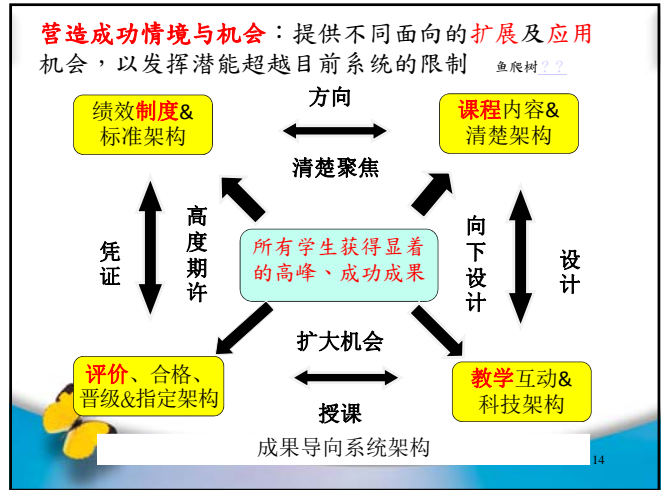 营造成功情境与机会：提供不同面向的扩展及应用
机会，以发挥潜能超越目前系统的限制 鱼爬树？？
方向
绩效制度&
标准架构
课程内容&
清楚架构
清楚聚焦
凭证
高度期许
所有学生获得显着
的高峰、成功成果
向下设计
设计
扩大机会
评价、合格、
晋级&指定架构
教学互动&
科技架构
授课
成果导向系统架构
14